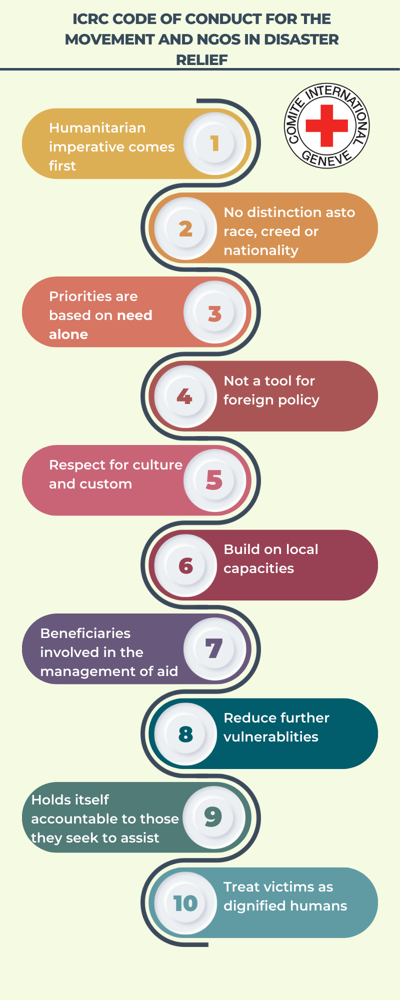 ICRC CODE OF CONDUCT FOR THE
MOVEMENT AND NGOS IN DISASTER
RELIEF
COMITE INTERNATIONAL
GENEVE
Humanitarian
imperative comes
first
1
2
No distinction asto
race, creed or
nationality
Priorities are
based on need
alone
3
4
Not a tool for
foreign policy
Respect for culture
and custom
5
6
Build on local
capacities
Beneficiaries
involved in the
management of aid
7
8
Reduce further
vulnerablities
Holds itself
accountable to those
they seek to assist
9
10
Treat victims as
dignified humans